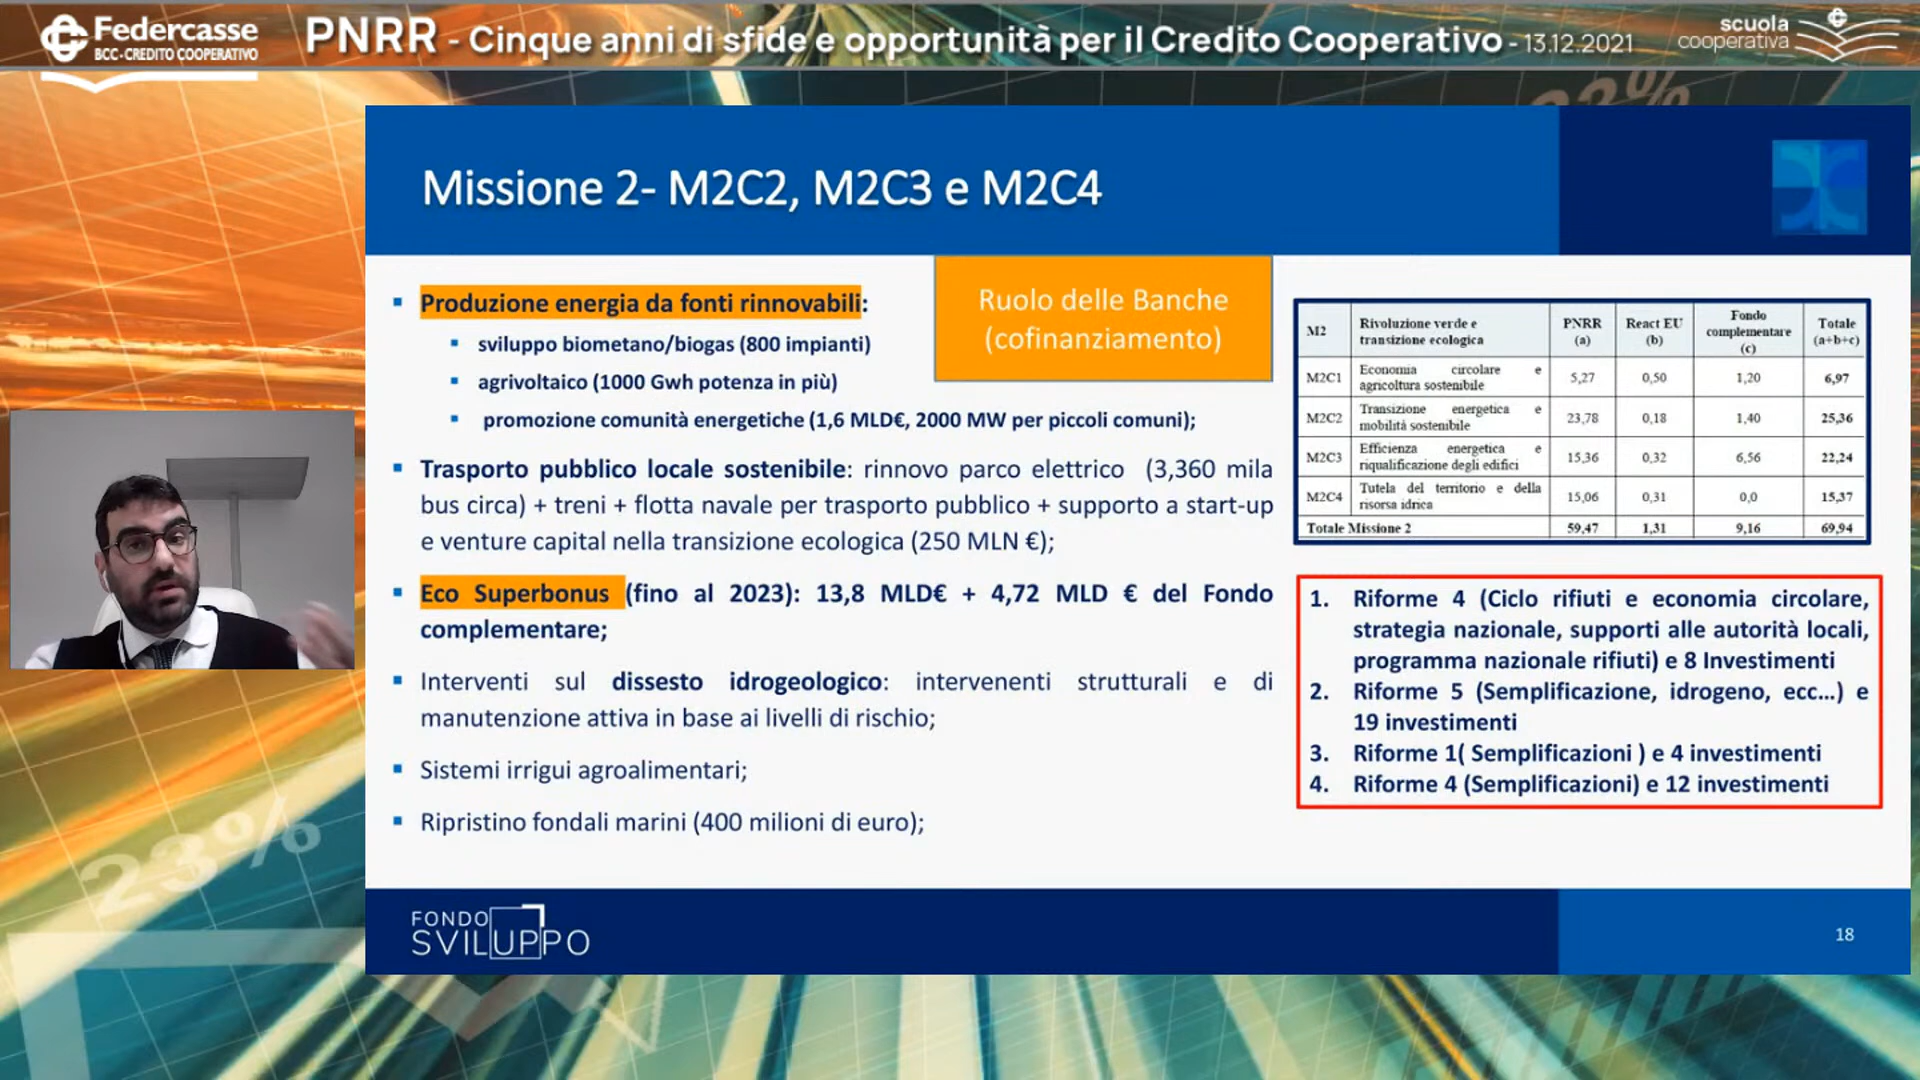 Federcasse
BCC-CREDITO COOPERATIVO
PNRR - Cinque anni di sfide e opportunità per il Credito Cooperativo - 13.12.2021
scuola
cooperativa
23%
Missione 2- M2C2, M2C3 e M2C4
Ruolo delle Banche
(cofinanziamento)
▪ Produzione energia da fonti rinnovabili:
▪ sviluppo biometano/biogas (800 impianti)
▪ agrivoltaico (1000 Gwh potenza in più)
▪ promozione comunità energetiche (1,6 MLD€, 2000 MW per piccoli comuni);
▪ Trasporto pubblico locale sostenibile: rinnovo parco elettrico (3,360 mila
bus circa) + treni + flotta navale per trasporto pubblico + supporto a start-up
e venture capital nella transizione ecologica (250 MLN €);
▪ Eco Superbonus (fino al 2023): 13,8 MLD€ + 4,72 MLD € del Fondo
complementare;
▪ Interventi sul dissesto idrogeologico: intervenenti strutturali e di
manutenzione attiva in base ai livelli di rischio;
▪ Sistemi irrigui agroalimentari;
▪ Ripristino fondali marini (400 milioni di euro);
M2 Rivoluzione verde e transizione ecologica PNRR (a) React EU (b) Fondo complementare (c) Totale (a+b+c)
M2C1 Economia circolare e agricoltura sostenibile 5,27 0,50 1,20 6,97
M2C2 Transizione energetica e mobilità sostenibile 23,78 0,18 1,40 25,36
M2C3 Efficienza energetica e riqualificazione degli edifici 15,36 0,32 6,56 22,24
M2C4 Tutela del territorio e della risorsa idrica 15,06 0,31 0,0 15,37
Totale Missione 2 59,47 1,31 9,16 69,94
1. Riforme 4 (Ciclo rifiuti e economia circolare,
strategia nazionale, supporti alle autorità locali,
programma nazionale rifiuti) e 8 Investimenti
2. Riforme 5 (Semplificazione, idrogeno, ecc...) e
19 investimenti
3. Riforme 1( Semplificazioni ) e 4 investimenti
4. Riforme 4 (Semplificazioni) e 12 investimenti
23%
FONDO
SVILUPPO
18